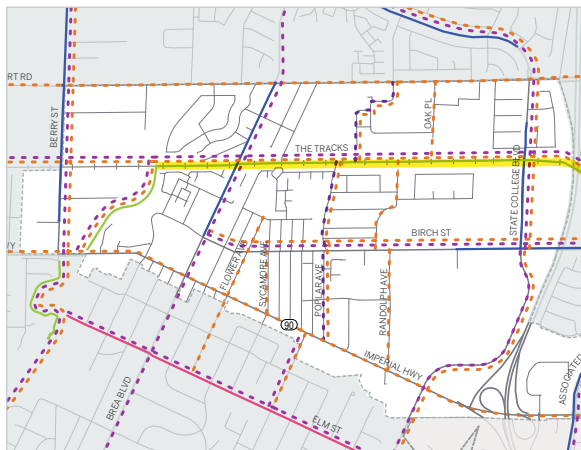 RT RD
BERRY ST
OAK PL
THE TRACKS
STATE COLLEGE BLVD
Y
BIRCH ST
FLOWER AVE
SYCAMORE AVE
POPLAR AVE
RANDOLPH AVE
90
IMPERIAL HWY
BREA BLVD
ELM ST
ASSOCIATED